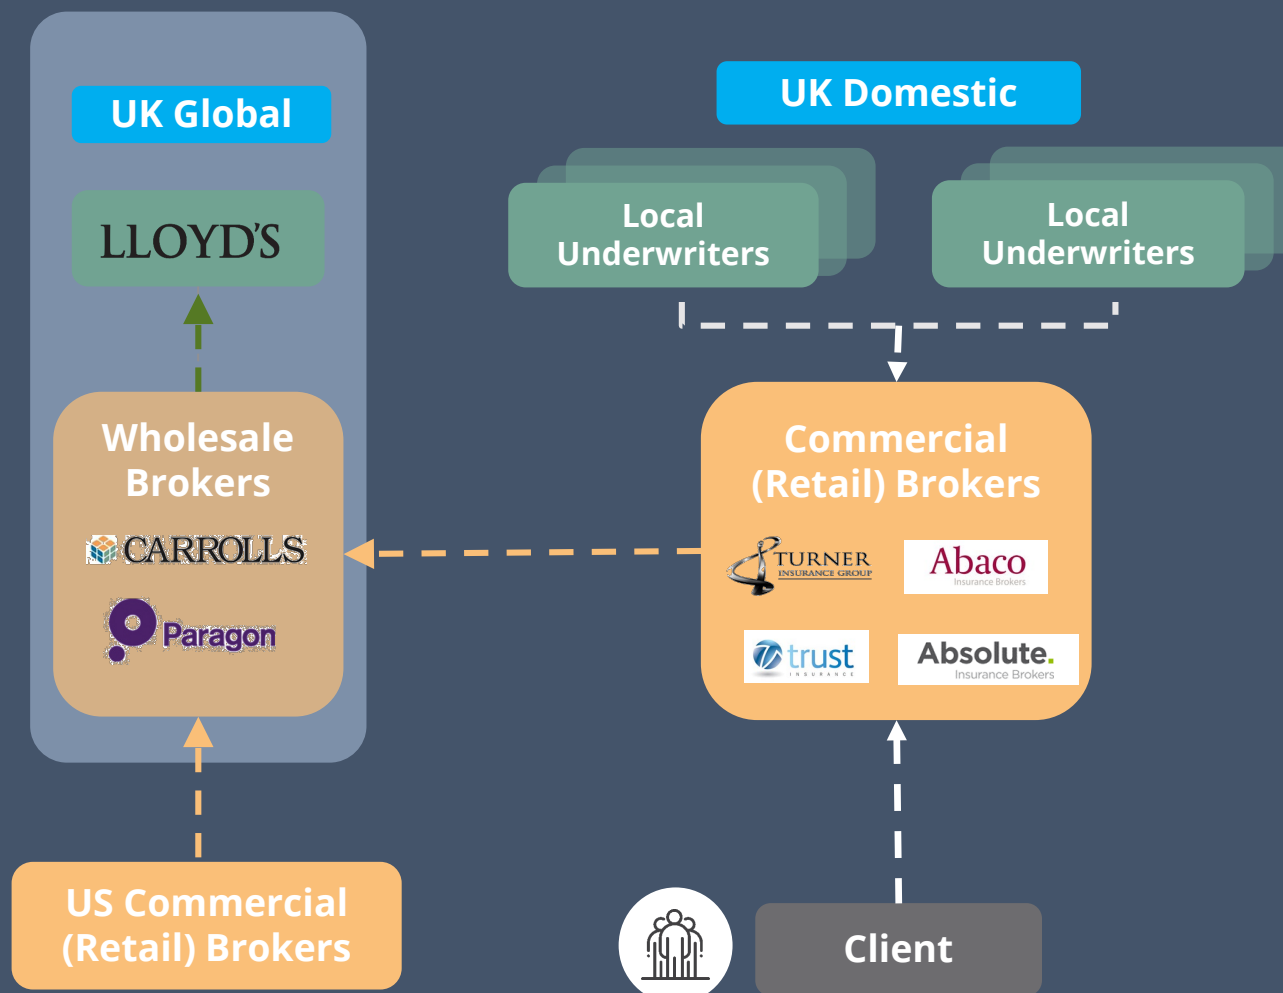 UK Global
LLOYD'S
Wholesale
Brokers
CARROLLS
Paragon
US Commercial
(Retail) Brokers
UK Domestic
Local
Underwriters
Local
Underwriters
Commercial
(Retail) Brokers
TURNER
INSURANCE GROUP
Abaco
Insurance Brokers
trust
INSURANCE
Absolute.
Insurance Brokers
Client